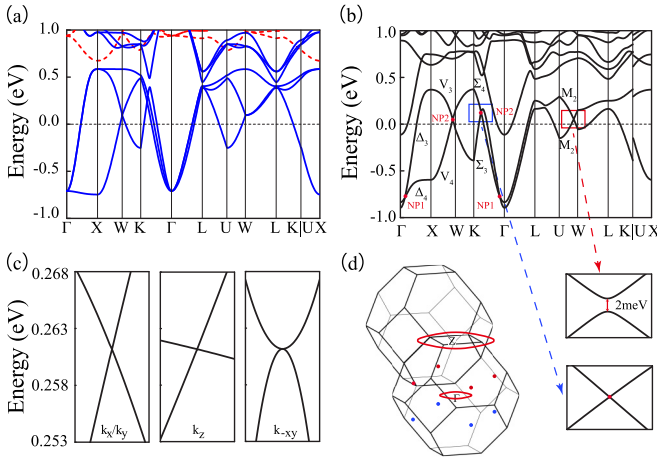 (a)
Energy (eV)
1.0
0.5
0.0
-0.5
-1.0
Γ X W K Γ L U W L K|U X
(b)
Energy (eV)
1.0
0.5
0.0
-0.5
-1.0
V3
Σ4
M2
NP2
NP2
Δ3
M2
Σ3
V4
Δ4
NP1
NP1
Γ X W K Γ L U W L K|U X
(c)
Energy (eV)
0.268
0.263
0.258
0.253
kx/ky
kz
k-xy
(d)
Z
Γ
2meV